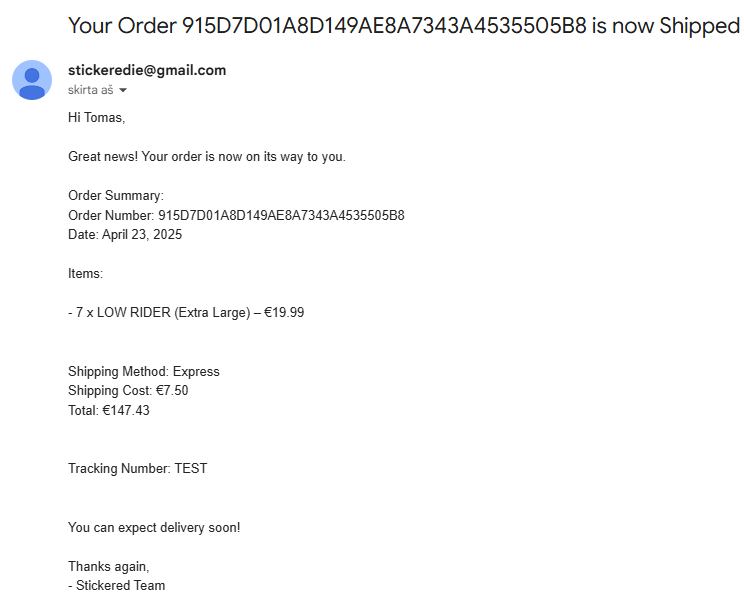 Your Order 915D7D01A8D149AE8A7343A4535505B8 is now Shipped
stickeredie@gmail.com
skirta aš
Hi Tomas,
Great news! Your order is now on its way to you.
Order Summary:
Order Number: 915D7D01A8D149AE8A7343A4535505B8
Date: April 23, 2025
Items:
- 7 x LOW RIDER (Extra Large) – €19.99
Shipping Method: Express
Shipping Cost: €7.50
Total: €147.43
Tracking Number: TEST
You can expect delivery soon!
Thanks again,
- Stickered Team